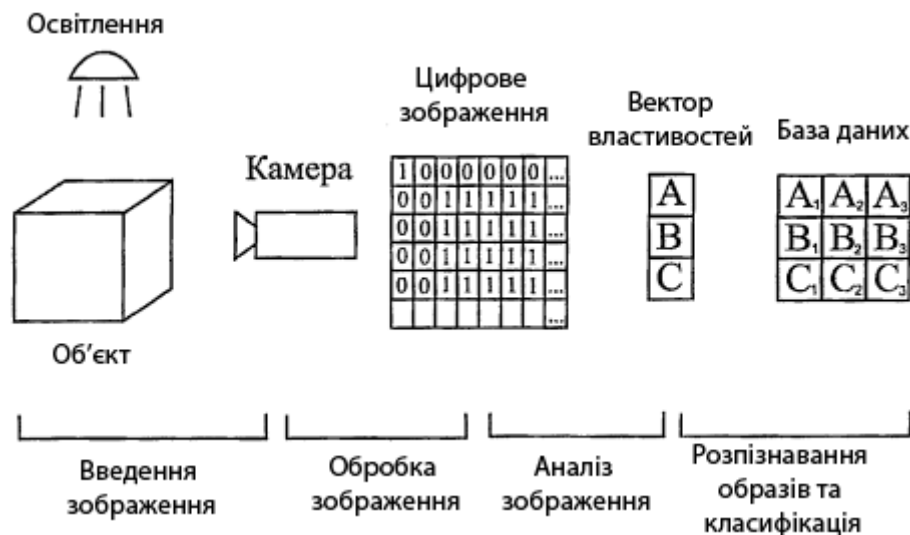 Освітлення
Цифрове
зображення
Вектор
властивостей
База даних
Камера
1 0 0 0 0 0 0 ...
0 0 1 1 1 1 1 ...
0 0 1 1 1 1 1 ...
0 0 1 1 1 1 1 ...
0 0 1 1 1 1 1 ...
...
A
B
C
A1 A2 A3
B1 B2 B3
C1 C2 C3
Об’єкт
Введення
зображення
Обробка
зображення
Аналіз
зображення
Розпізнавання
образів та
класифікація